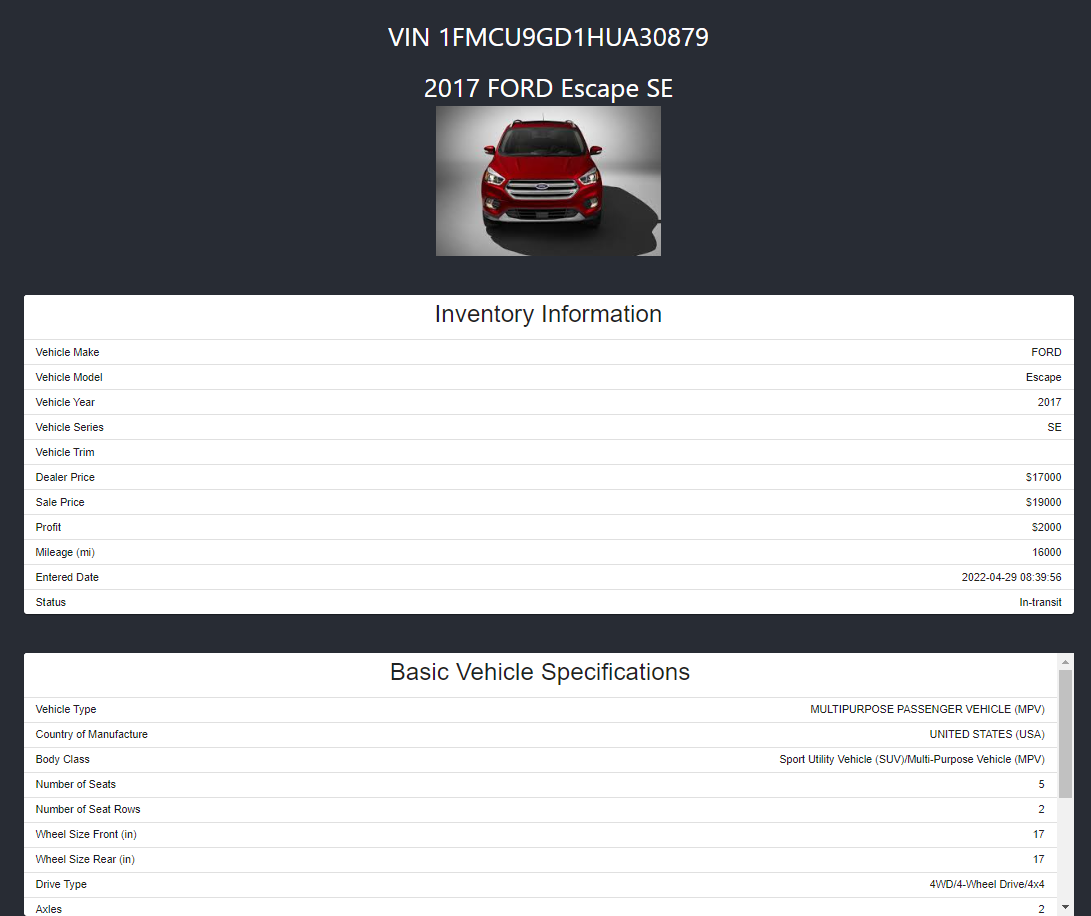 VIN 1FMCU9GD1HUA30879
2017 FORD Escape SE
Inventory Information
Vehicle Make FORD
Vehicle Model Escape
Vehicle Year 2017
Vehicle Series SE
Vehicle Trim
Dealer Price $17000
Sale Price $19000
Profit $2000
Mileage (mi) 16000
Entered Date 2022-04-29 08:39:56
Status In-transit
Basic Vehicle Specifications
Vehicle Type MULTIPURPOSE PASSENGER VEHICLE (MPV)
Country of Manufacture UNITED STATES (USA)
Body Class Sport Utility Vehicle (SUV)/Multi-Purpose Vehicle (MPV)
Number of Seats 5
Number of Seat Rows 2
Wheel Size Front (in) 17
Wheel Size Rear (in) 17
Drive Type 4WD/4-Wheel Drive/4x4
Axles 2